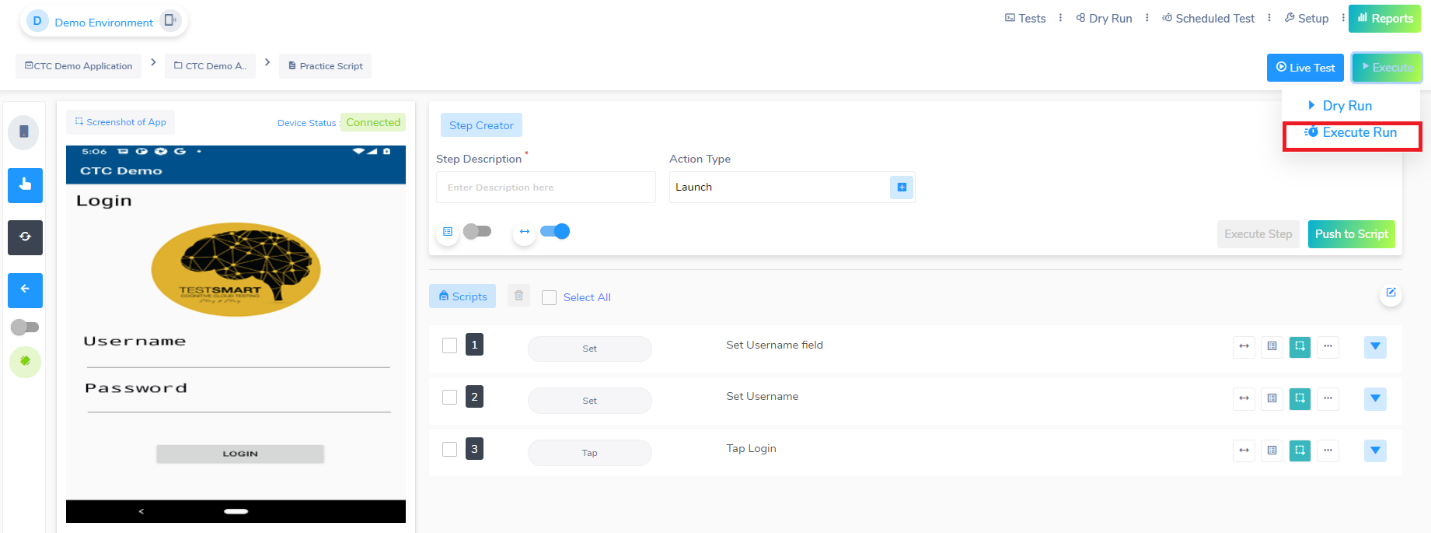 D Demo Environment
Tests Dry Run Scheduled Test Setup Reports
CTC Demo Application > CTC Demo A.. > Practice Script
Live Test Execute
Dry Run
Execute Run
Screenshot of App Device Status : Connected
5:06
CTC Demo
Login
TESTSMART
COGNITIVE CLOUD TESTING
Username
Password
LOGIN
Step Creator
Step Description * Action Type
Enter Description here Launch
Execute Step Push to Script
Scripts Select All
1 Set Set Username field
2 Set Set Username
3 Tap Tap Login